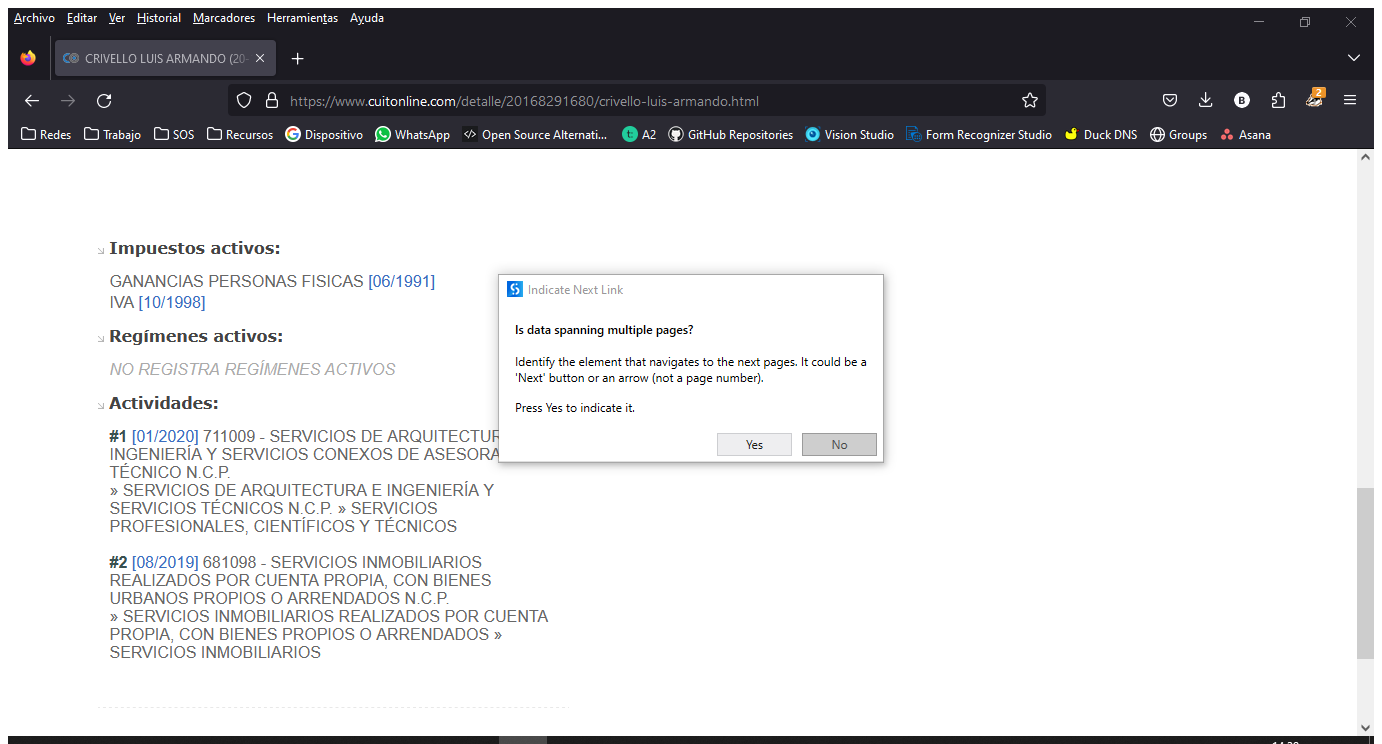 Archivo Editar Ver Historial Marcadores Herramientas Ayuda
CRIVELLO LUIS ARMANDO (20-
https://www.cuitonline.com/detalle/20168291680/crivello-luis-armando.html
2
Redes Trabajo SOS Recursos Dispositivo WhatsApp Open Source Alternati... A2 GitHub Repositories Vision Studio Form Recognizer Studio Duck DNS Groups Asana
Impuestos activos:
GANANCIAS PERSONAS FISICAS [06/1991]
IVA [10/1998]
Regímenes activos:
NO REGISTRA REGÍMENES ACTIVOS
Actividades:
#1 [01/2020] 711009 - SERVICIOS DE ARQUITECTUR
INGENIERÍA Y SERVICIOS CONEXOS DE ASESORA
TÉCNICO N.C.P.
» SERVICIOS DE ARQUITECTURA E INGENIERÍA Y
SERVICIOS TÉCNICOS N.C.P. » SERVICIOS
PROFESIONALES, CIENTÍFICOS Y TÉCNICOS
#2 [08/2019] 681098 - SERVICIOS INMOBILIARIOS
REALIZADOS POR CUENTA PROPIA, CON BIENES
URBANOS PROPIOS O ARRENDADOS N.C.P.
» SERVICIOS INMOBILIARIOS REALIZADOS POR CUENTA
PROPIA, CON BIENES PROPIOS O ARRENDADOS »
SERVICIOS INMOBILIARIOS
Indicate Next Link
Is data spanning multiple pages?
Identify the element that navigates to the next pages. It could be a
'Next' button or an arrow (not a page number).
Press Yes to indicate it.
Yes No